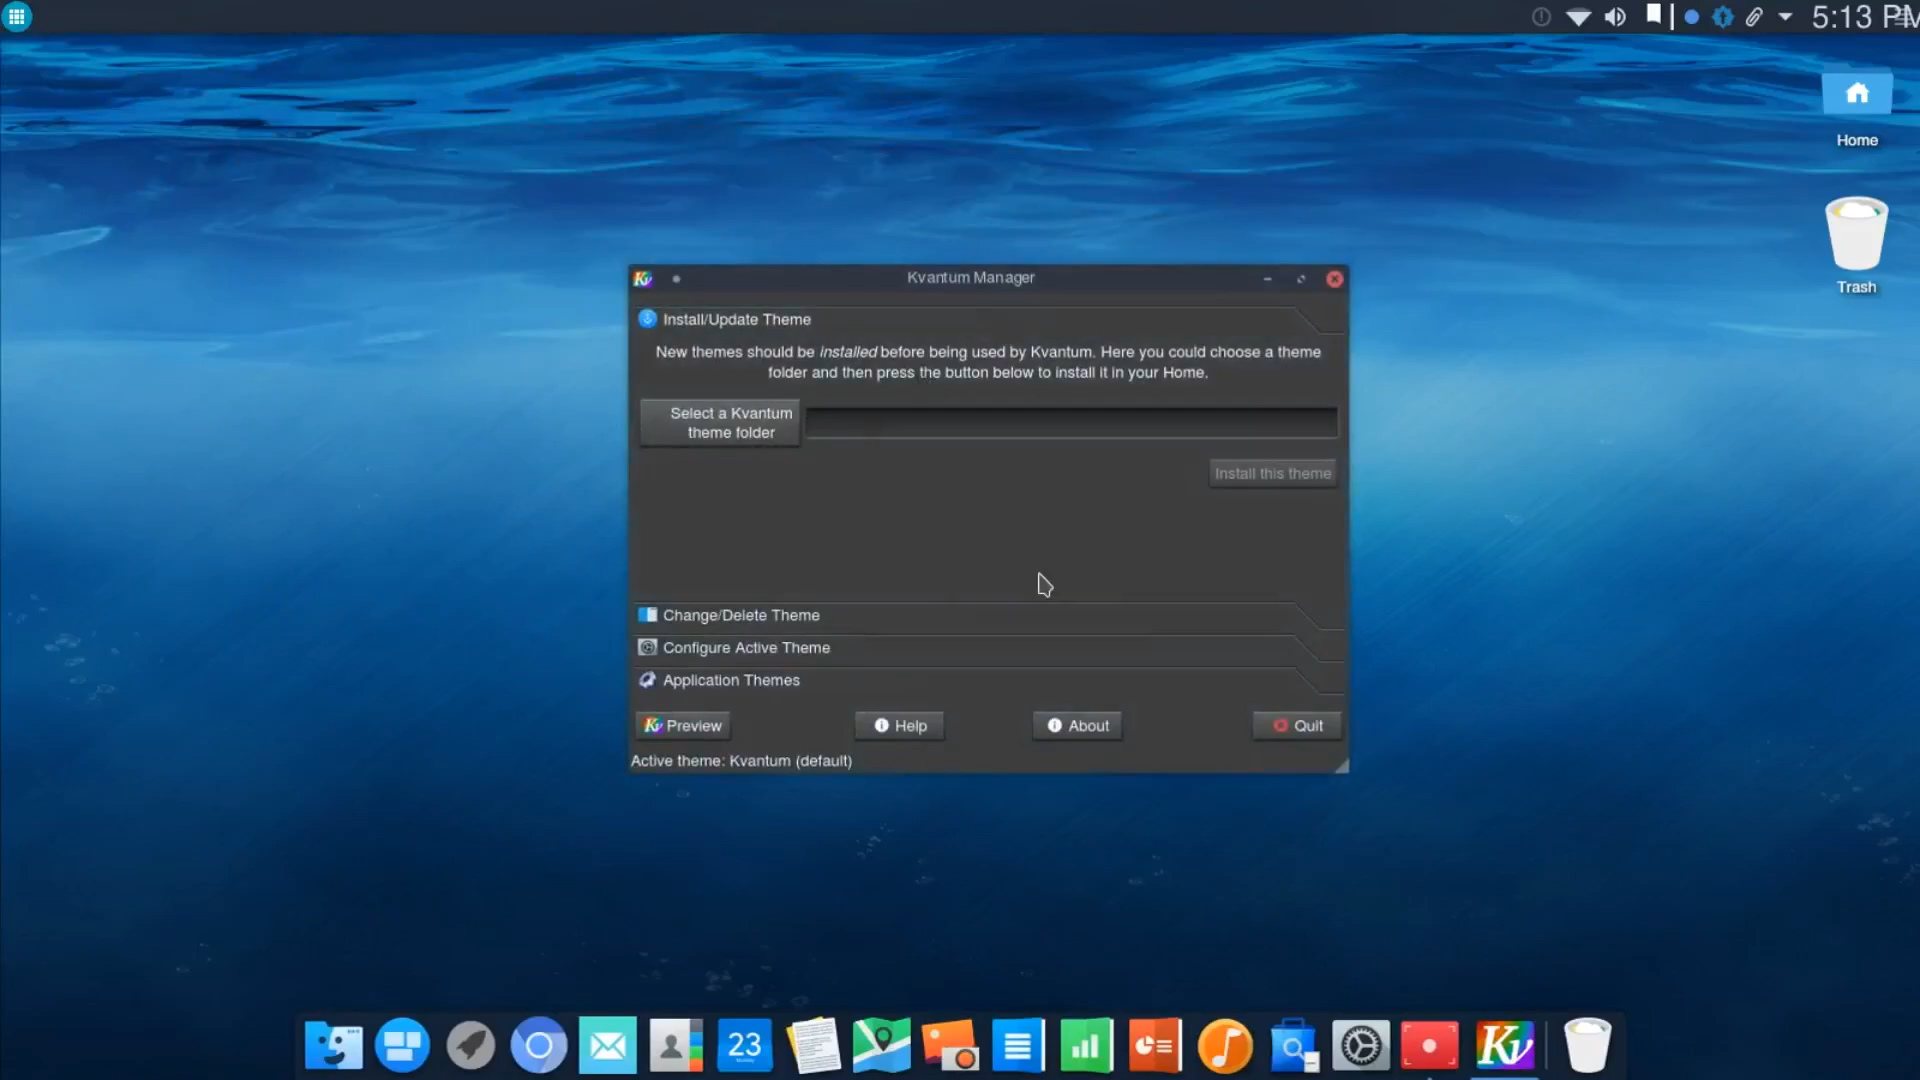 5:13 PM
Home
Trash
Kvantum Manager
Install/Update Theme
New themes should be installed before being used by Kvantum. Here you could choose a theme
folder and then press the button below to install it in your Home.
Select a Kvantum
theme folder
Install this theme
Change/Delete Theme
Configure Active Theme
Application Themes
Kv Preview
Help
About
Quit
Active theme: Kvantum (default)
23
Kv